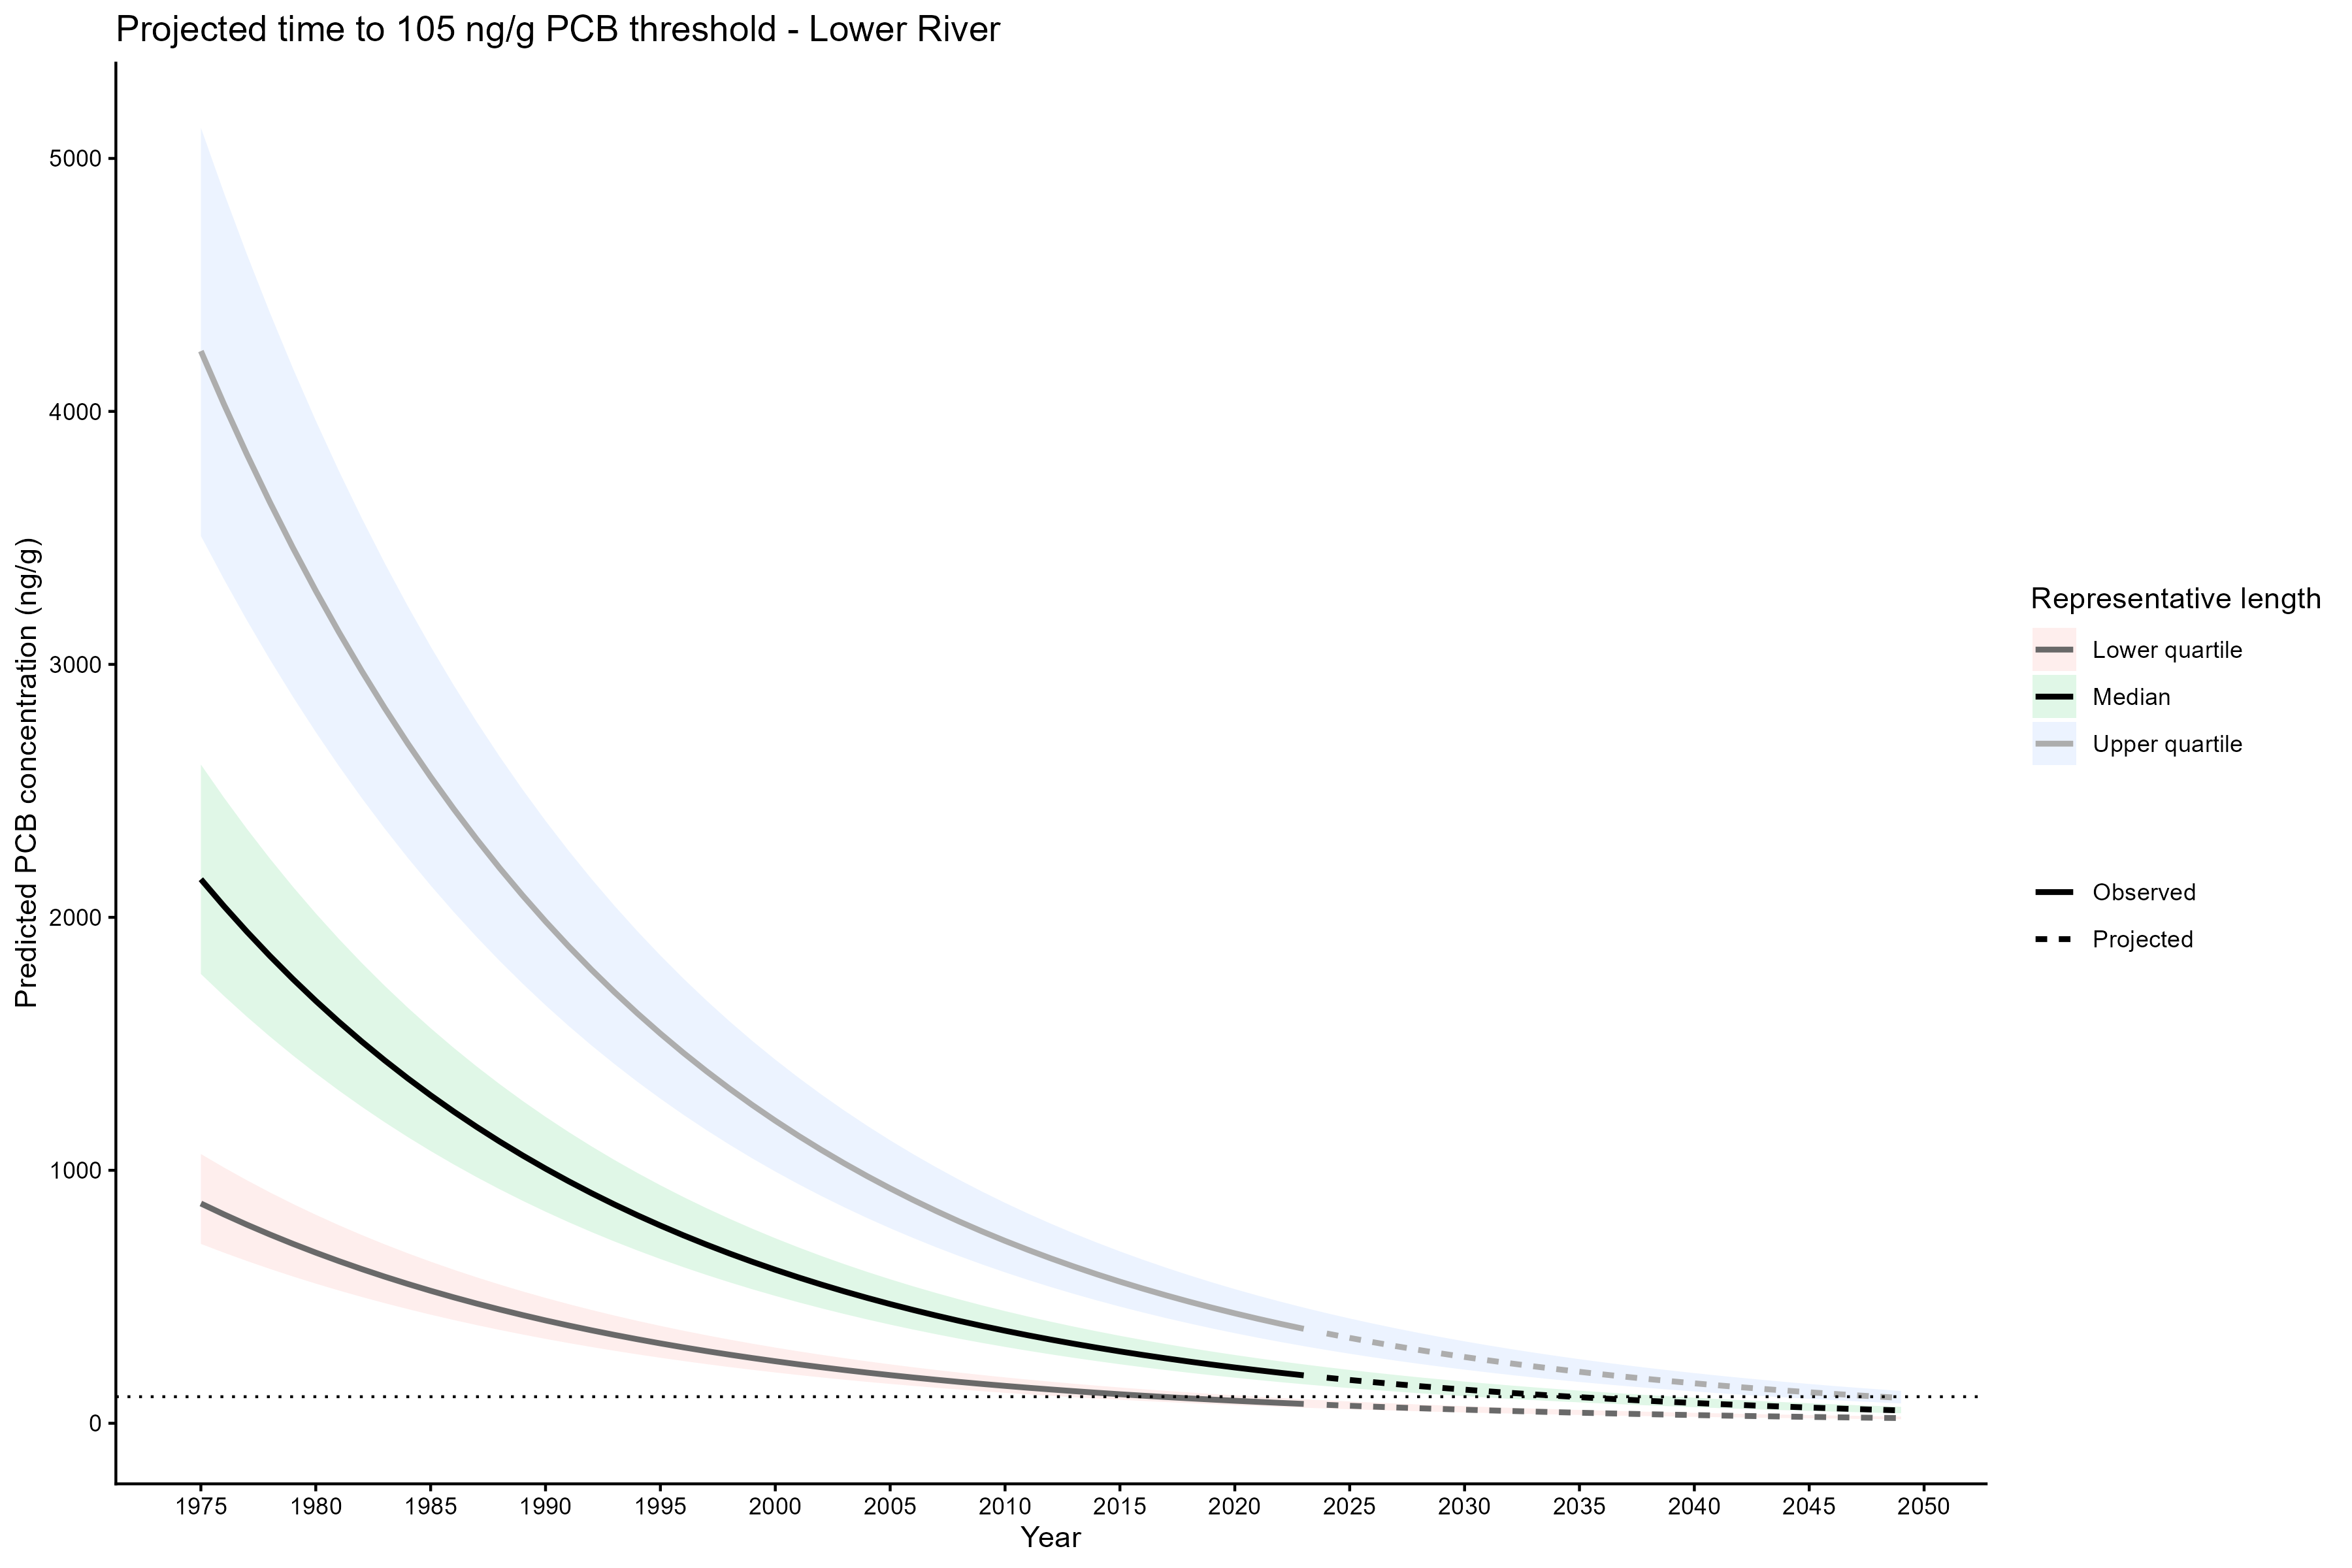 Projected time to 105 ng/g PCB threshold - Lower River
Predicted PCB concentration (ng/g)
5000
4000
3000
2000
1000
0
1975 1980 1985 1990 1995 2000 2005 2010 2015 2020 2025 2030 2035 2040 2045 2050
Year
Representative length
Lower quartile
Median
Upper quartile
Observed
Projected